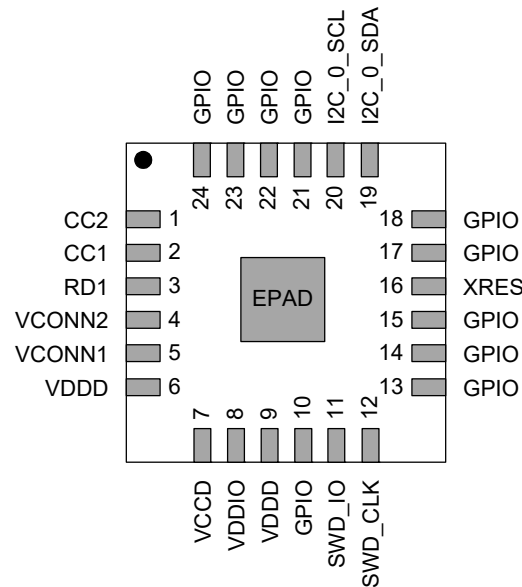 GPIO
GPIO
GPIO
GPIO
I2C_0_SCL
I2C_0_SDA
24
23
22
21
20
19
CC2 1
CC1 2
RD1 3
VCONN2 4
VCONN1 5
VDDD 6
EPAD
18 GPIO
17 GPIO
16 XRES
15 GPIO
14 GPIO
13 GPIO
7
8
9
10
11
12
VCCD
VDDIO
VDDD
GPIO
SWD_IO
SWD_CLK